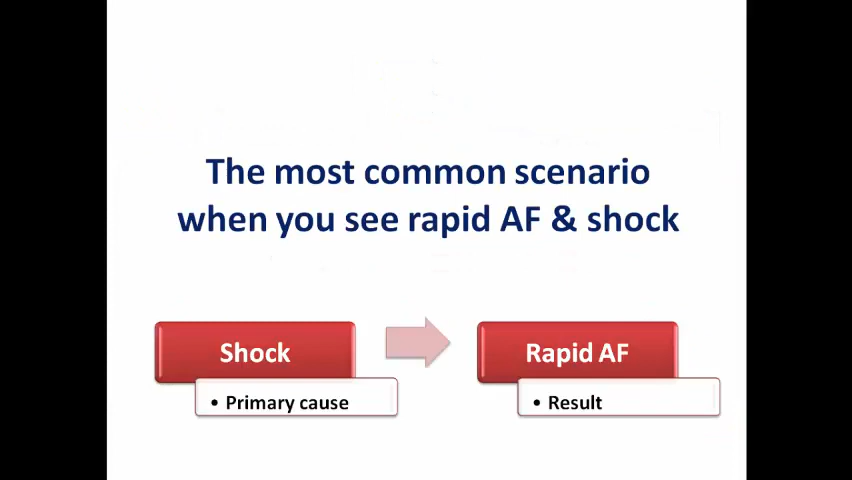 The most common scenario
when you see rapid AF & shock
Shock
Rapid AF
• Primary cause
• Result